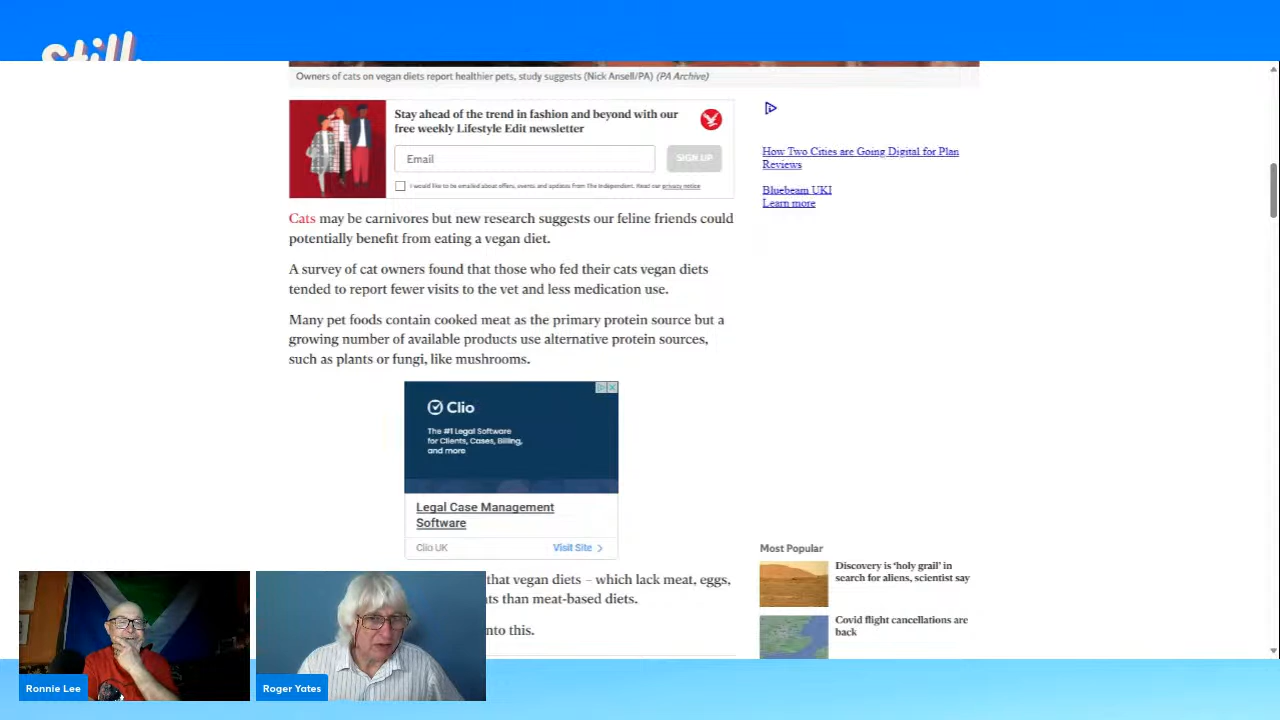 Still
Owners of cats on vegan diets report healthier pets, study suggests (Nick Ansell/PA) (PA Archive)
Stay ahead of the trend in fashion and beyond with our
free weekly Lifestyle Edit newsletter
Email
SIGN UP
I would like to be emailed about offers, events and updates from The Independent. Read our privacy notice
How Two Cities are Going Digital for Plan
Reviews
Bluebeam UKI
Learn more
Cats may be carnivores but new research suggests our feline friends could
potentially benefit from eating a vegan diet.
A survey of cat owners found that those who fed their cats vegan diets
tended to report fewer visits to the vet and less medication use.
Many pet foods contain cooked meat as the primary protein source but a
growing number of available products use alternative protein sources,
such as plants or fungi, like mushrooms.
Clio
The #1 Legal Software
for Clients, Cases, Billing,
and more
Legal Case Management
Software
Clio UK
Visit Site
that vegan diets – which lack meat, eggs,
ts than meat-based diets.
nto this.
Most Popular
Discovery is ‘holy grail’ in
search for aliens, scientist say
Covid flight cancellations are
back
Ronnie Lee
Roger Yates